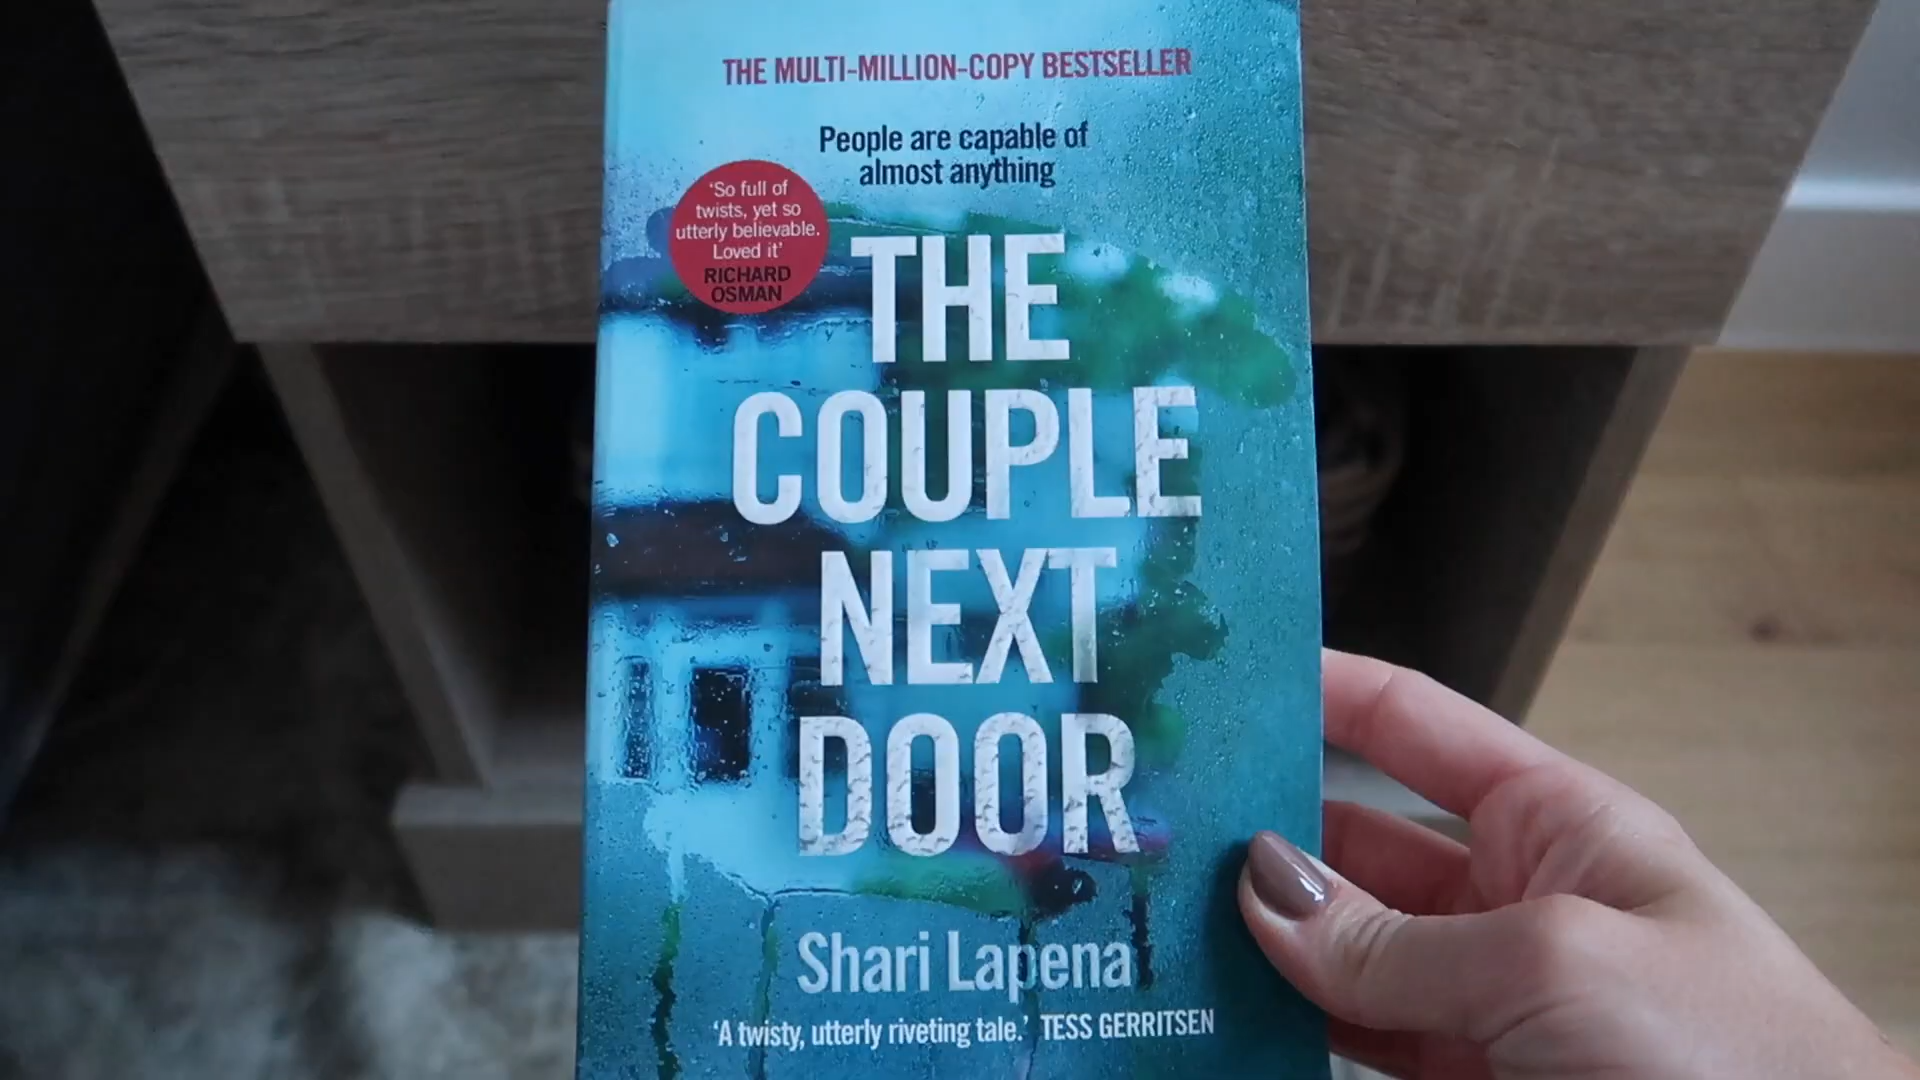 THE MULTI-MILLION-COPY BESTSELLER
People are capable of
almost anything
‘So full of
twists, yet so
utterly believable.
Loved it’
RICHARD
OSMAN
THE
COUPLE
NEXT
DOOR
Shari Lapena
‘A twisty, utterly riveting tale.’ TESS GERRITSEN